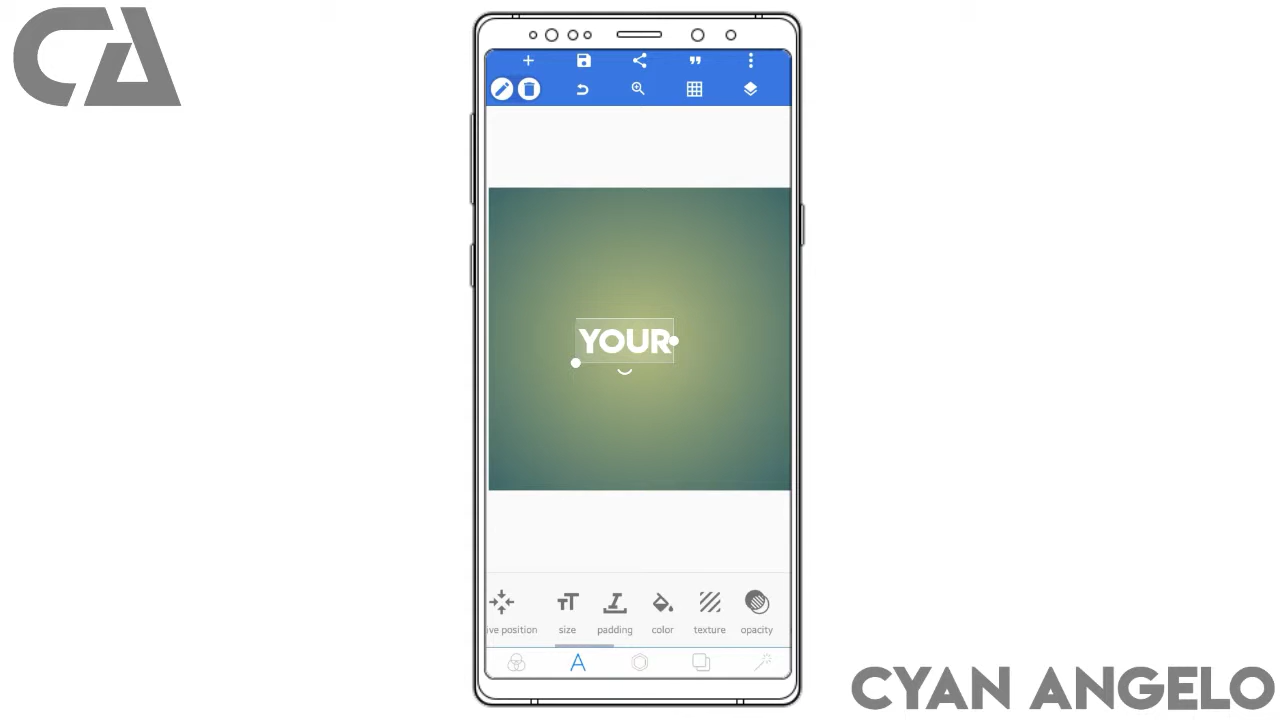 CA
YOUR
ive position
size
padding
color
texture
opacity
CYAN ANGELO